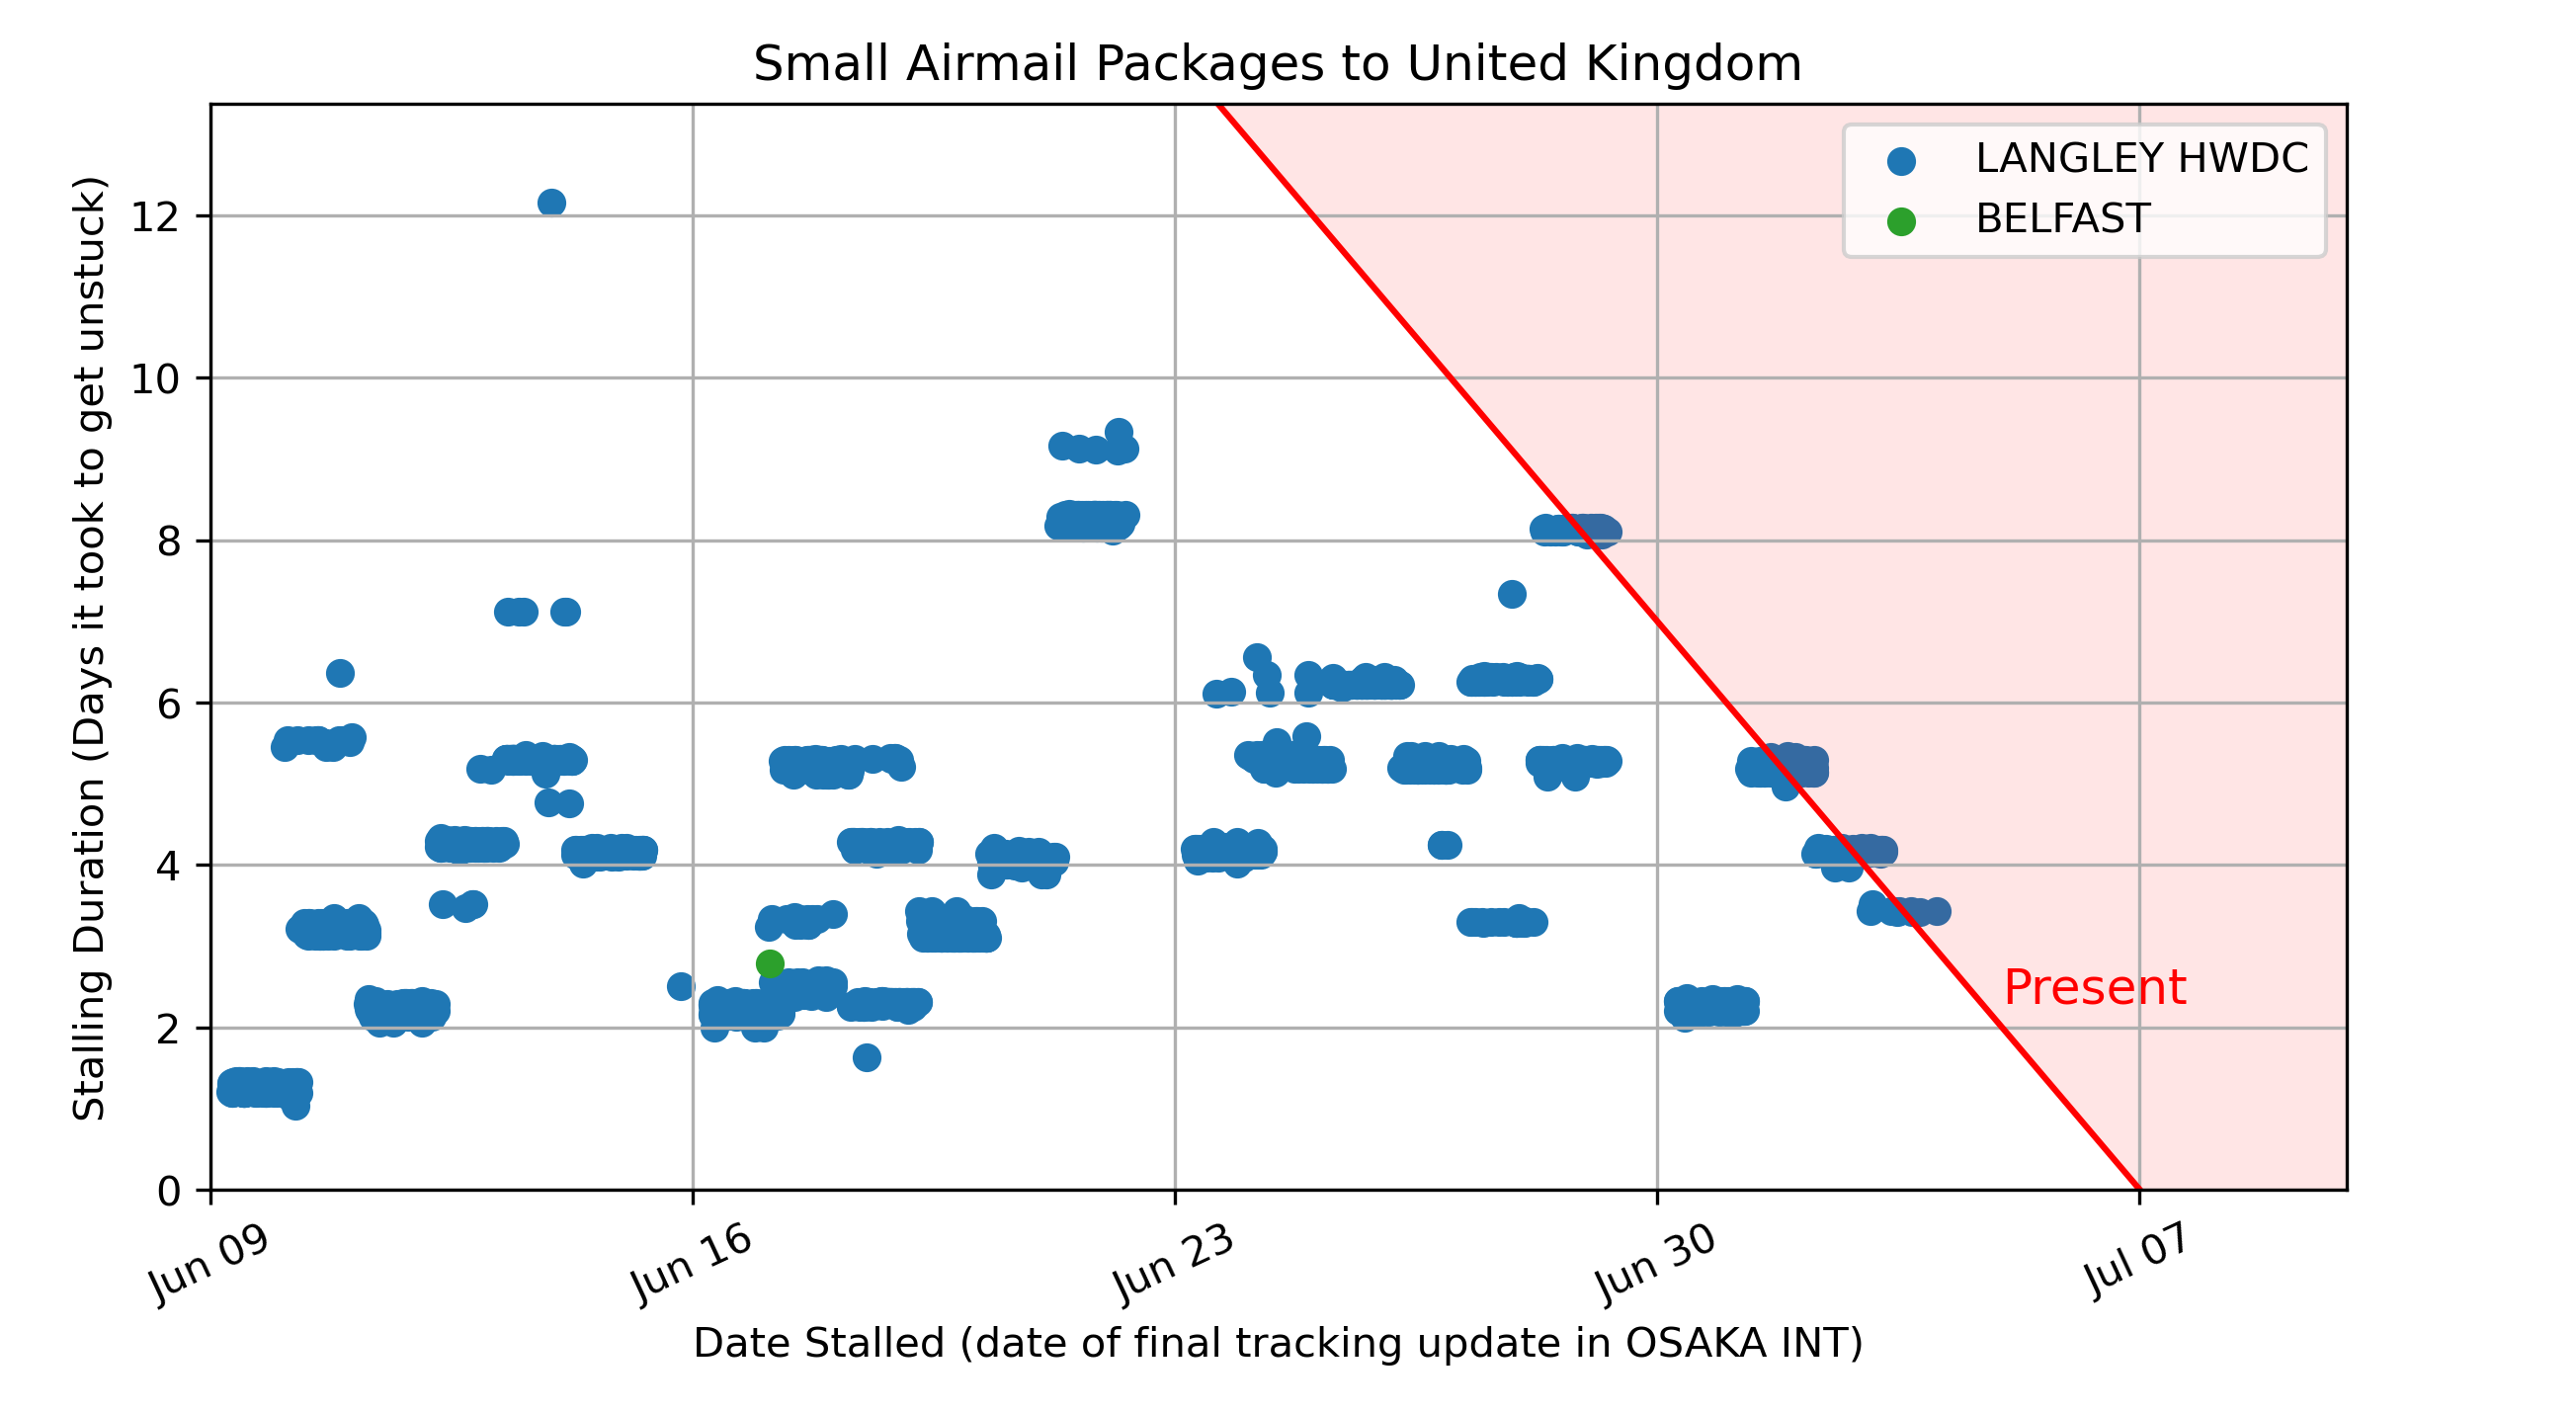 Small Airmail Packages to United Kingdom
Stalling Duration (Days it took to get unstuck)
12
10
8
6
4
2
0
LANGLEY HWDC
BELFAST
Present
Jun 09
Jun 16
Jun 23
Jun 30
Jul 07
Date Stalled (date of final tracking update in OSAKA INT)